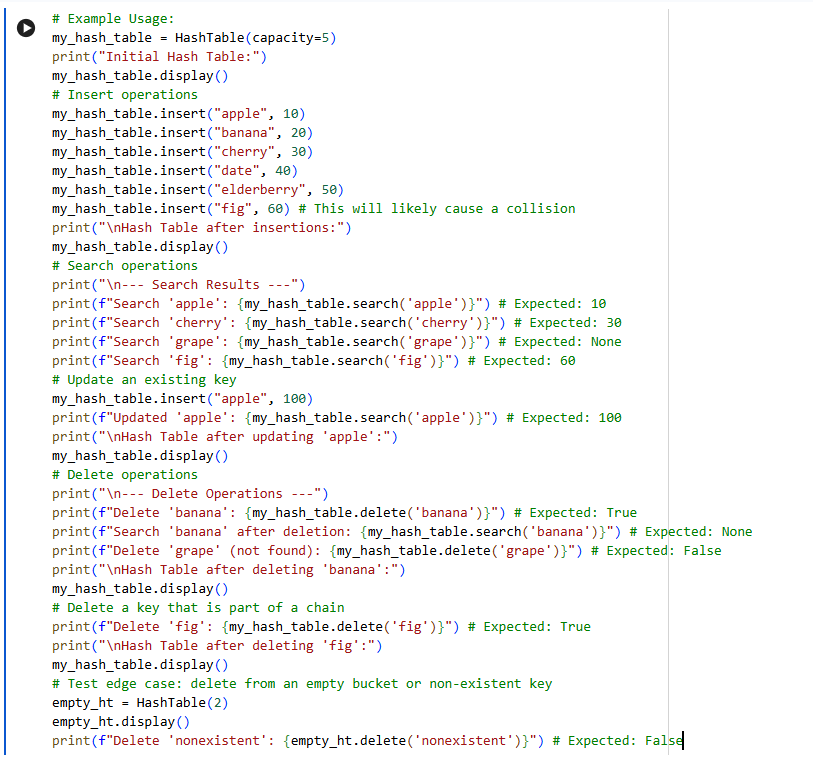 # Example Usage:
my_hash_table = HashTable(capacity=5)
print("Initial Hash Table:")
my_hash_table.display()
# Insert operations
my_hash_table.insert("apple", 10)
my_hash_table.insert("banana", 20)
my_hash_table.insert("cherry", 30)
my_hash_table.insert("date", 40)
my_hash_table.insert("elderberry", 50)
my_hash_table.insert("fig", 60) # This will likely cause a collision
print("\nHash Table after insertions:")
my_hash_table.display()
# Search operations
print("\n--- Search Results ---")
print(f"Search 'apple': {my_hash_table.search('apple')}") # Expected: 10
print(f"Search 'cherry': {my_hash_table.search('cherry')}") # Expected: 30
print(f"Search 'grape': {my_hash_table.search('grape')}") # Expected: None
print(f"Search 'fig': {my_hash_table.search('fig')}") # Expected: 60
# Update an existing key
my_hash_table.insert("apple", 100)
print(f"Updated 'apple': {my_hash_table.search('apple')}") # Expected: 100
print("\nHash Table after updating 'apple':")
my_hash_table.display()
# Delete operations
print("\n--- Delete Operations ---")
print(f"Delete 'banana': {my_hash_table.delete('banana')}") # Expected: True
print(f"Search 'banana' after deletion: {my_hash_table.search('banana')}") # Expected: None
print(f"Delete 'grape' (not found): {my_hash_table.delete('grape')}") # Expected: False
print("\nHash Table after deleting 'banana':")
my_hash_table.display()
# Delete a key that is part of a chain
print(f"Delete 'fig': {my_hash_table.delete('fig')}") # Expected: True
print("\nHash Table after deleting 'fig':")
my_hash_table.display()
# Test edge case: delete from an empty bucket or non-existent key
empty_ht = HashTable(2)
empty_ht.display()
print(f"Delete 'nonexistent': {empty_ht.delete('nonexistent')}") # Expected: False